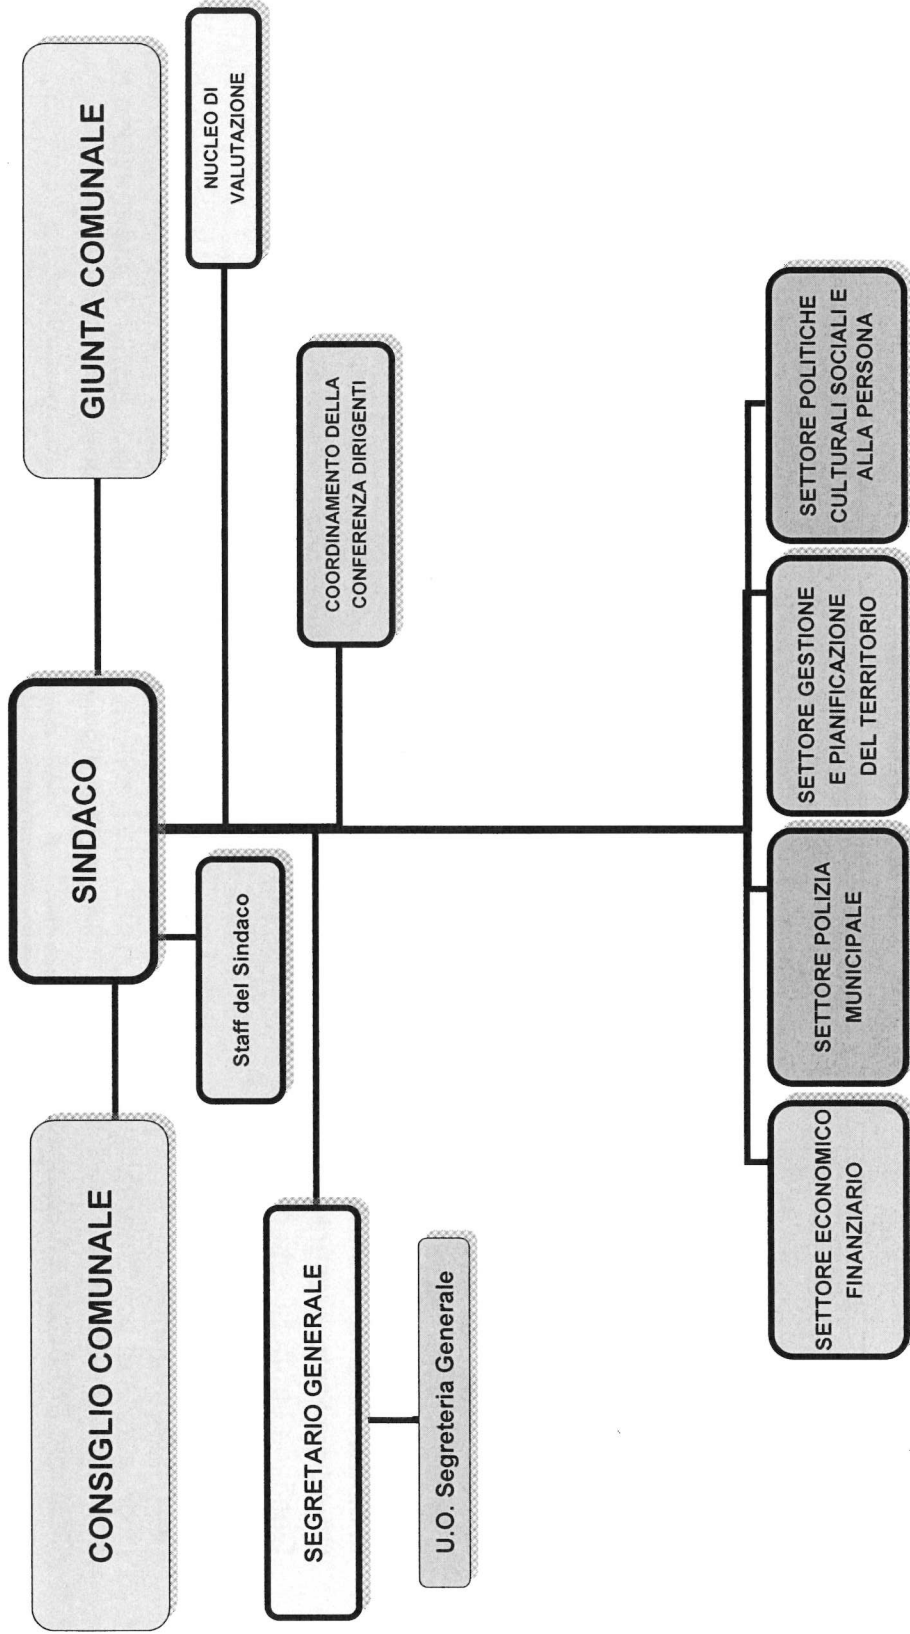 CONSIGLIO COMUNALE
SINDACO
GIUNTA COMUNALE
Staff del Sindaco
NUCLEO DI
VALUTAZIONE
SEGRETARIO GENERALE
COORDINAMENTO DELLA
CONFERENZA DIRIGENTI
U.O. Segreteria Generale
SETTORE ECONOMICO
FINANZIARIO
SETTORE POLIZIA
MUNICIPALE
SETTORE GESTIONE
E PIANIFICAZIONE
DEL TERRITORIO
SETTORE POLITICHE
CULTURALI SOCIALI E
ALLA PERSONA